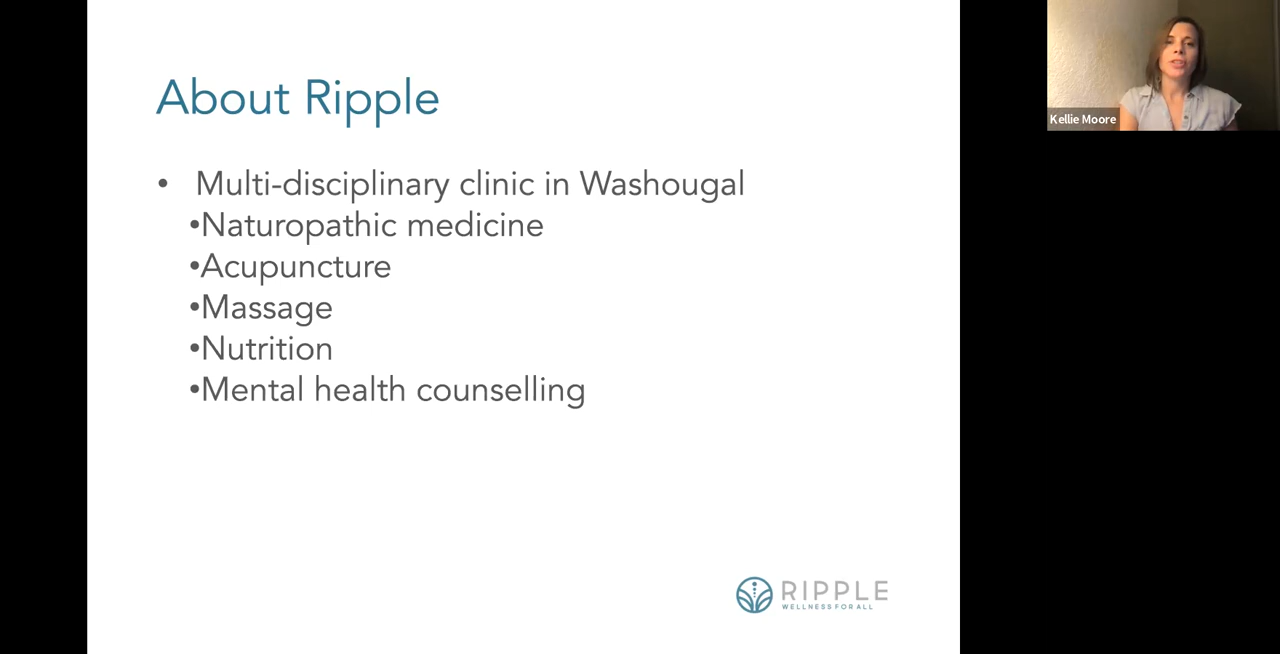 About Ripple
• Multi-disciplinary clinic in Washougal
•Naturopathic medicine
•Acupuncture
•Massage
•Nutrition
•Mental health counselling
RIPPLE
WELLNESS FOR ALL
Kellie Moore